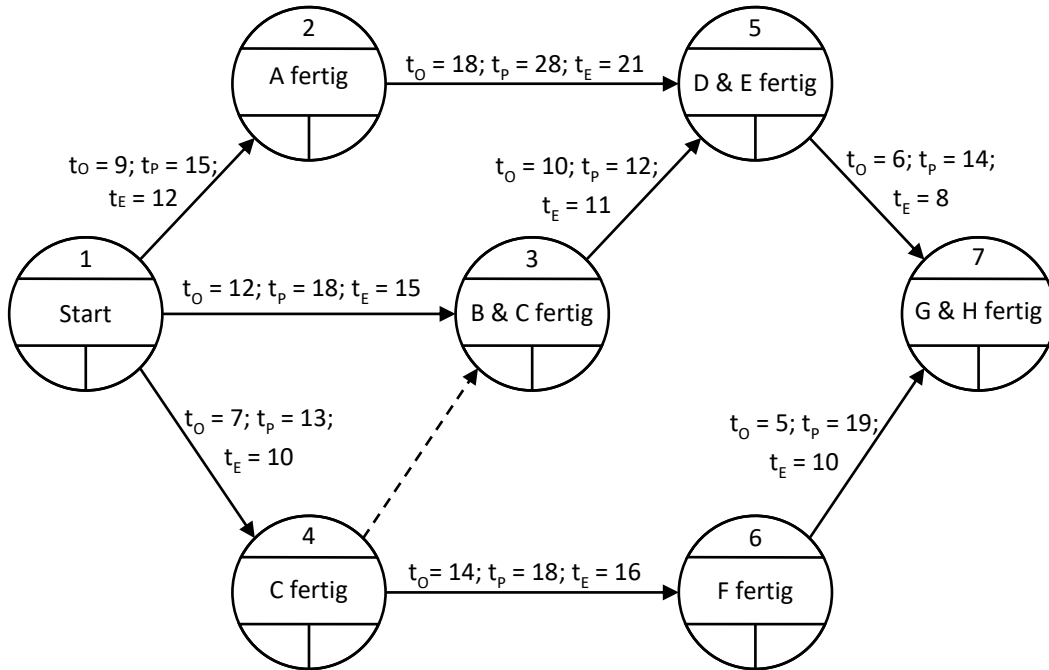 2
A fertig
5
D & E fertig
t_O = 18; t_P = 28; t_E = 21
t_O = 9; t_P = 15;
t_E = 12
t_O = 10; t_P = 12;
t_E = 11
t_O = 6; t_P = 14;
t_E = 8
1
Start
t_O = 12; t_P = 18; t_E = 15
3
B & C fertig
7
G & H fertig
t_O = 7; t_P = 13;
t_E = 10
t_O = 5; t_P = 19;
t_E = 10
4
C fertig
t_O= 14; t_P = 18; t_E = 16
6
F fertig